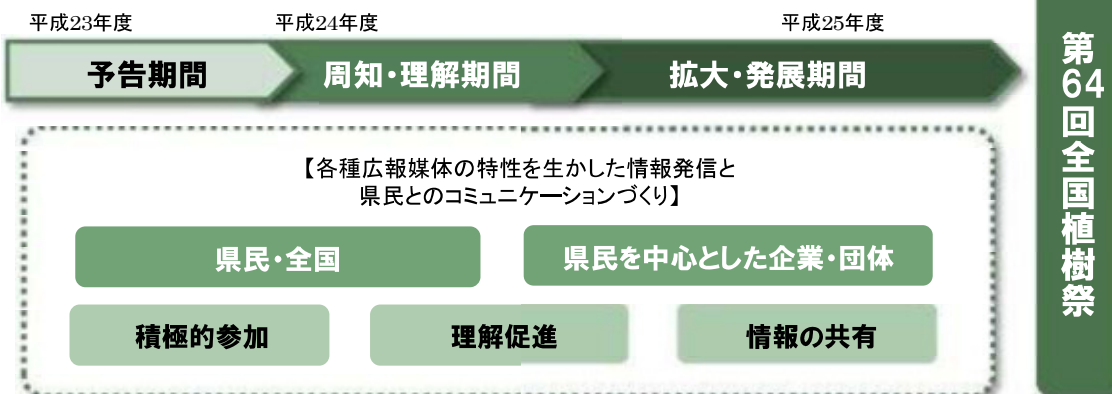 平成23年度
平成24年度
平成25年度
予告期間
周知・理解期間
拡大・発展期間
【各種広報媒体の特性を生かした情報発信と
県民とのコミュニケーションづくり】
県民・全国
県民を中心とした企業・団体
積極的参加
理解促進
情報の共有
第64回全国植樹祭